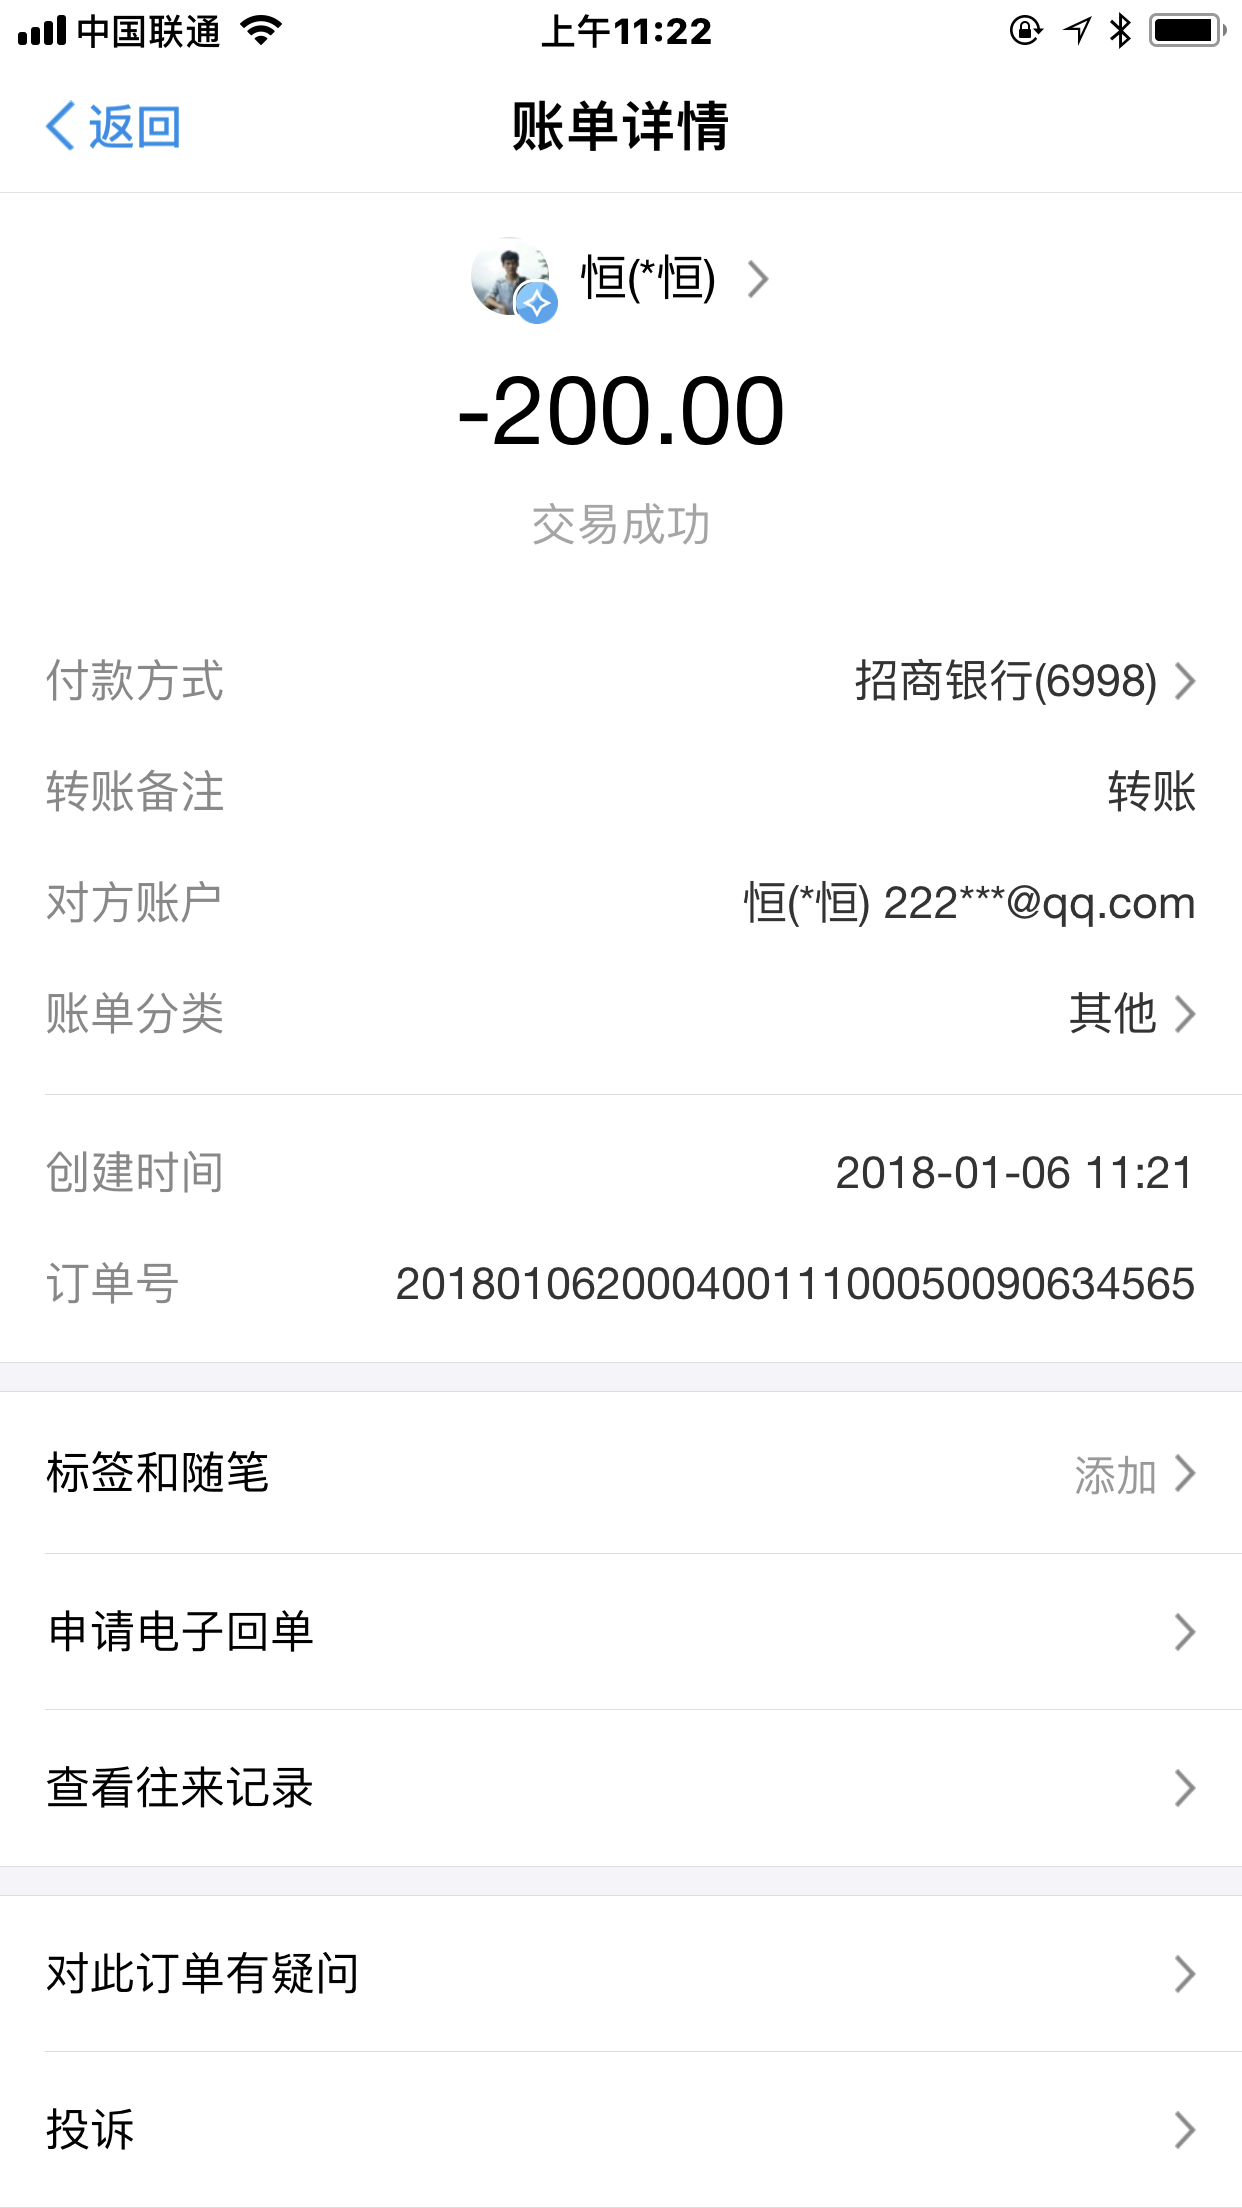 中国联通 上午11:22
返回 账单详情
恒(*恒)
-200.00
交易成功
付款方式 招商银行(6998)
转账备注 转账
对方账户 恒(*恒) 222***@qq.com
账单分类 其他
创建时间 2018-01-06 11:21
订单号 20180106200040011100050090634565
标签和随笔 添加
申请电子回单
查看往来记录
对此订单有疑问
投诉